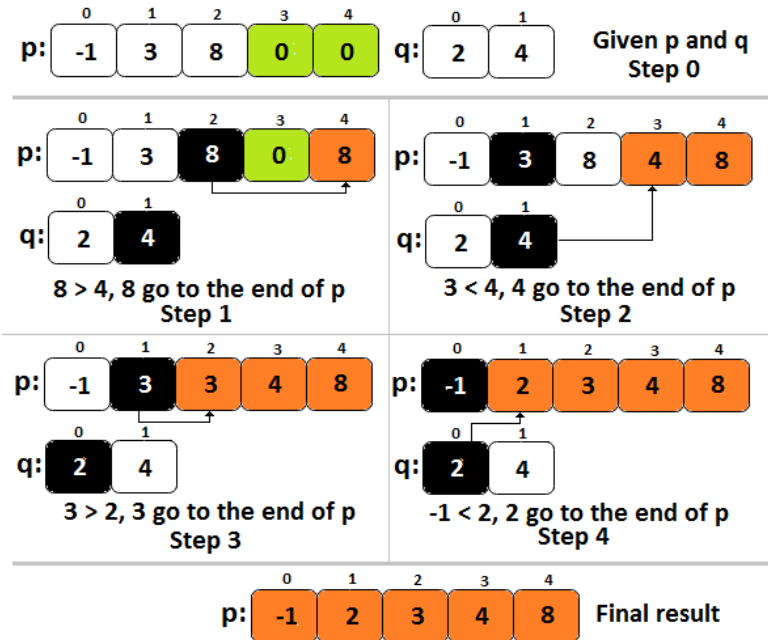 0 1 2 3 4 0 1
p: -1 3 8 0 0 q: 2 4 Given p and q
Step 0
0 1 2 3 4
p: -1 3 8 0 8
0 1
q: 2 4
8 > 4, 8 go to the end of p
Step 1
0 1 2 3 4
p: -1 3 8 4 8
0 1
q: 2 4
3 < 4, 4 go to the end of p
Step 2
0 1 2 3 4
p: -1 3 3 4 8
0 1
q: 2 4
3 > 2, 3 go to the end of p
Step 3
0 1 2 3 4
p: -1 2 3 4 8
0 1
q: 2 4
-1 < 2, 2 go to the end of p
Step 4
0 1 2 3 4
p: -1 2 3 4 8 Final result